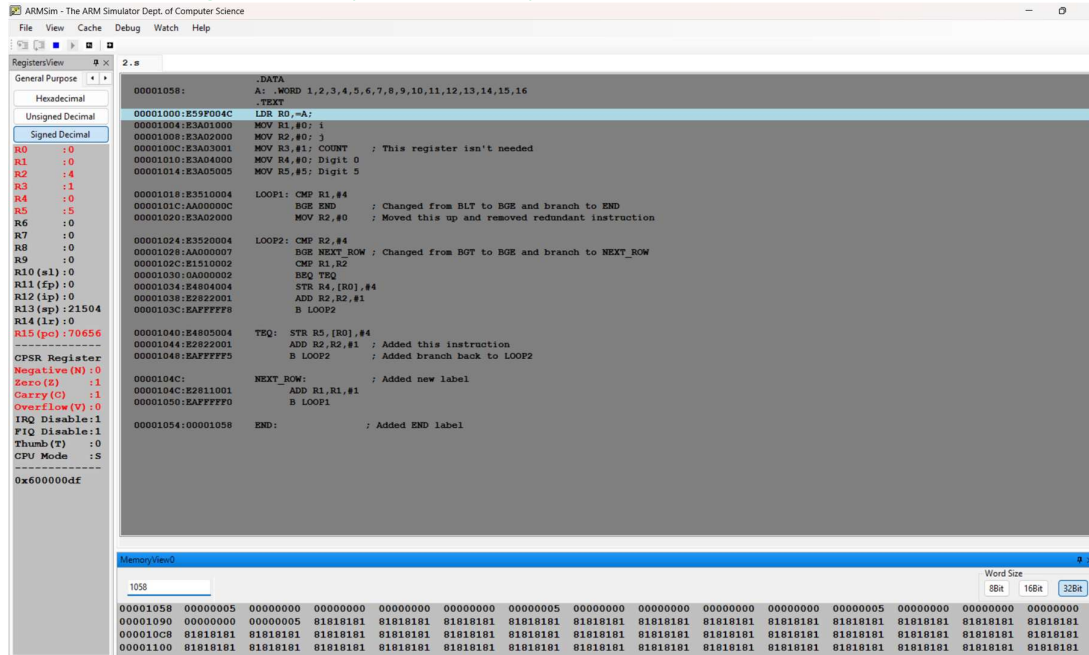 ARMSim - The ARM Simulator Dept. of Computer Science
File View Cache Debug Watch Help
RegistersView
2.s
General Purpose
Hexadecimal
Unsigned Decimal
Signed Decimal
R0 :0
R1 :0
R2 :4
R3 :1
R4 :0
R5 :5
R6 :0
R7 :0
R8 :0
R9 :0
R10(sl):0
R11(fp):0
R12(ip):0
R13(sp):21504
R14(lr):0
R15(pc):70656
--------------
CPSR Register
Negative(N):0
Zero(Z) :1
Carry(C) :1
Overflow(V):0
IRQ Disable:1
FIQ Disable:1
Thumb(T) :0
CPU Mode :S
--------------
0x600000df
.DATA
00001058: A: .WORD 1,2,3,4,5,6,7,8,9,10,11,12,13,14,15,16
.TEXT
00001000:E59F004C LDR R0,=A;
00001004:E3A01000 MOV R1,#0; i
00001008:E3A02000 MOV R2,#0; j
0000100C:E3A03001 MOV R3,#1; COUNT ; This register isn't needed
00001010:E3A04000 MOV R4,#0; Digit 0
00001014:E3A05005 MOV R5,#5; Digit 5
00001018:E3510004 LOOP1: CMP R1,#4
0000101C:AA00000C BGE END ; Changed from BLT to BGE and branch to END
00001020:E3A02000 MOV R2,#0 ; Moved this up and removed redundant instruction
00001024:E3520004 LOOP2: CMP R2,#4
00001028:AA000007 BGE NEXT_ROW ; Changed from BGT to BGE and branch to NEXT_ROW
0000102C:E1510002 CMP R1,R2
00001030:0A000002 BEQ TEQ
00001034:E4804004 STR R4,[R0],#4
00001038:E2822001 ADD R2,R2,#1
0000103C:EAFFFFF8 B LOOP2
00001040:E4805004 TEQ: STR R5,[R0],#4
00001044:E2822001 ADD R2,R2,#1 ; Added this instruction
00001048:EAFFFFF5 B LOOP2 ; Added branch back to LOOP2
0000104C: NEXT_ROW: ; Added new label
0000104C:E2811001 ADD R1,R1,#1
00001050:EAFFFFF0 B LOOP1
00001054:00001058 END: ; Added END label
MemoryView0
Word Size
1058 8Bit 16Bit 32Bit
00001058 00000005 00000000 00000000 00000000 00000000 00000005 00000000 00000000 00000000 00000000 00000005 00000000 00000000 00000000
00001090 00000000 00000005 81818181 81818181 81818181 81818181 81818181 81818181 81818181 81818181 81818181 81818181 81818181 81818181
000010C8 81818181 81818181 81818181 81818181 81818181 81818181 81818181 81818181 81818181 81818181 81818181 81818181 81818181 81818181
00001100 81818181 81818181 81818181 81818181 81818181 81818181 81818181 81818181 81818181 81818181 81818181 81818181 81818181 81818181